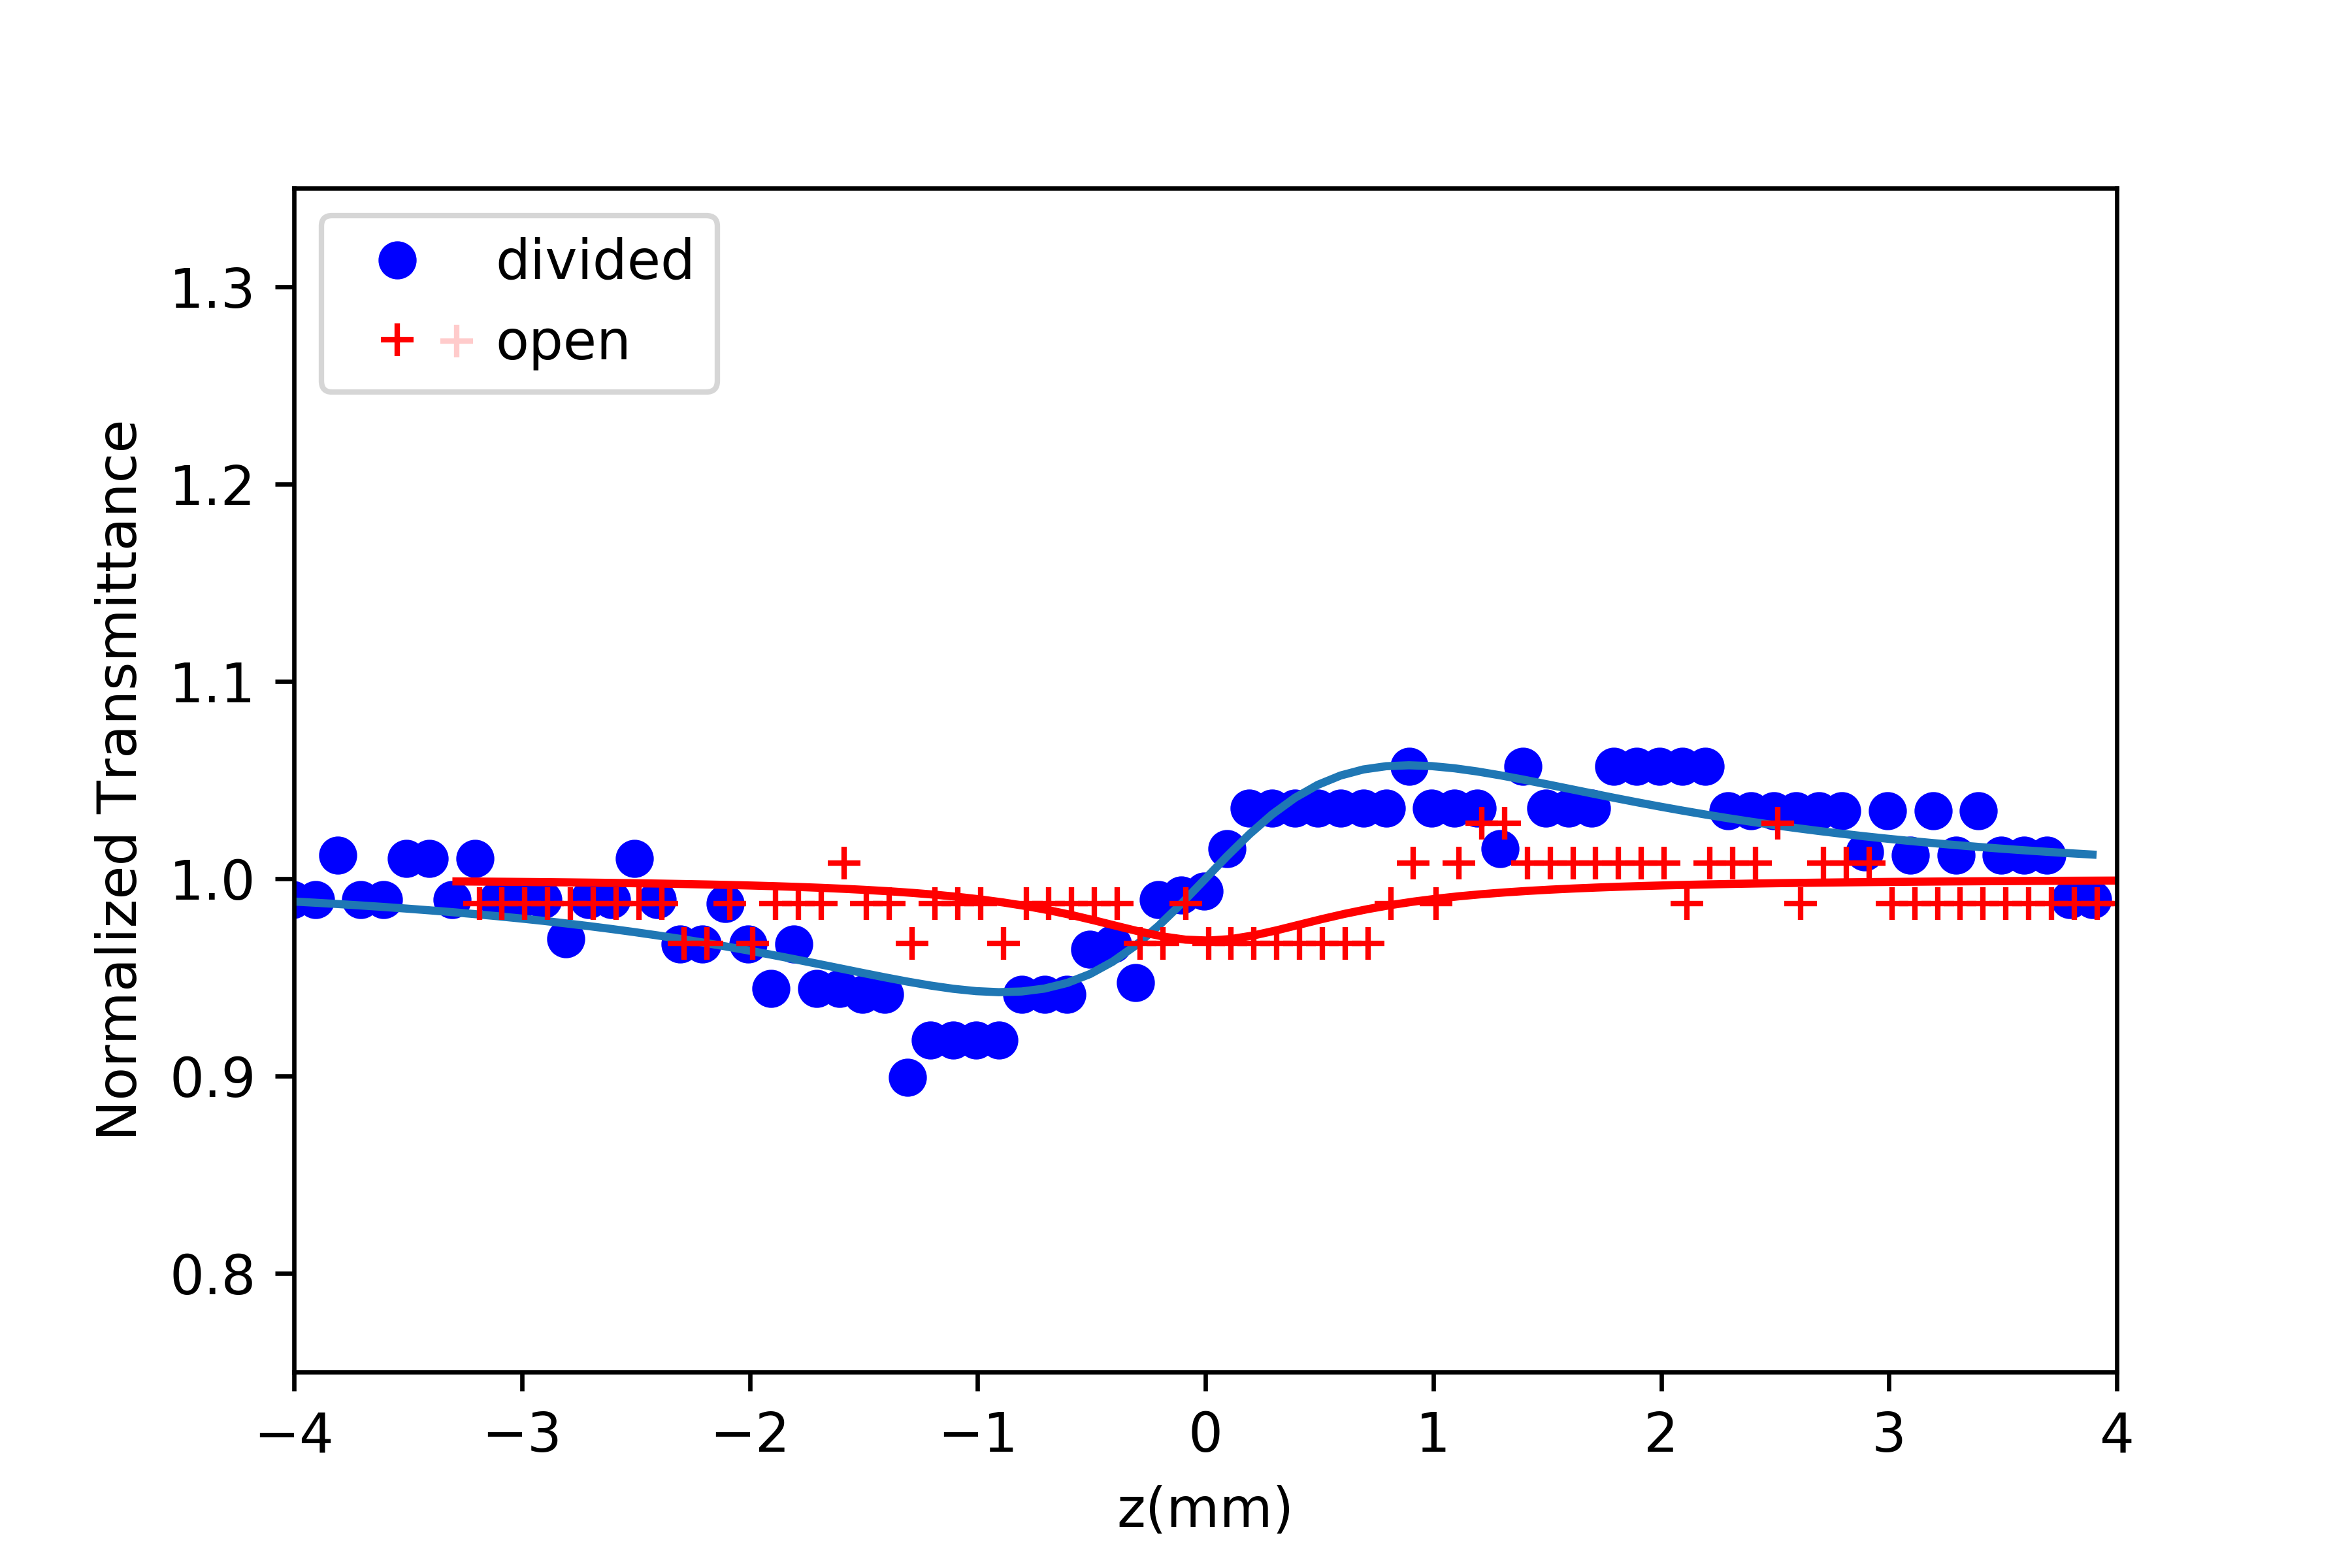 divided
open
1.3
1.2
1.1
1.0
0.9
0.8
Normalized Transmittance
−4 −3 −2 −1 0 1 2 3 4
z(mm)